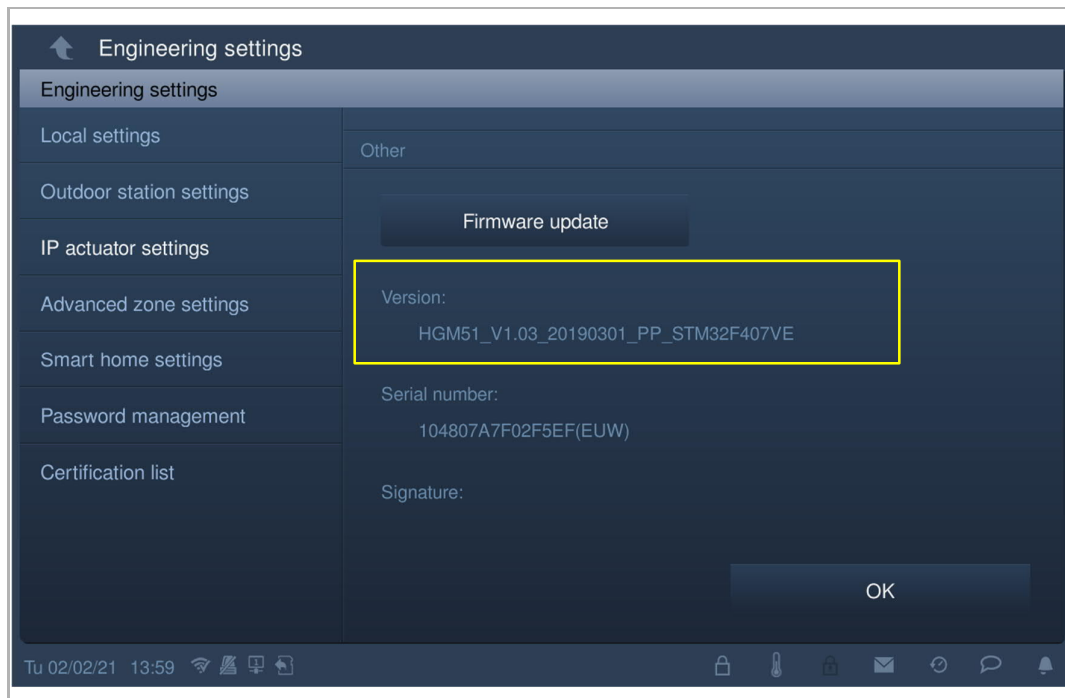 Engineering settings
Engineering settings
Local settings
Outdoor station settings
IP actuator settings
Advanced zone settings
Smart home settings
Password management
Certification list
Other
Firmware update
Version:
HGM51_V1.03_20190301_PP_STM32F407VE
Serial number:
104807A7F02F5EF(EUW)
Signature:
OK
Tu 02/02/21 13:59